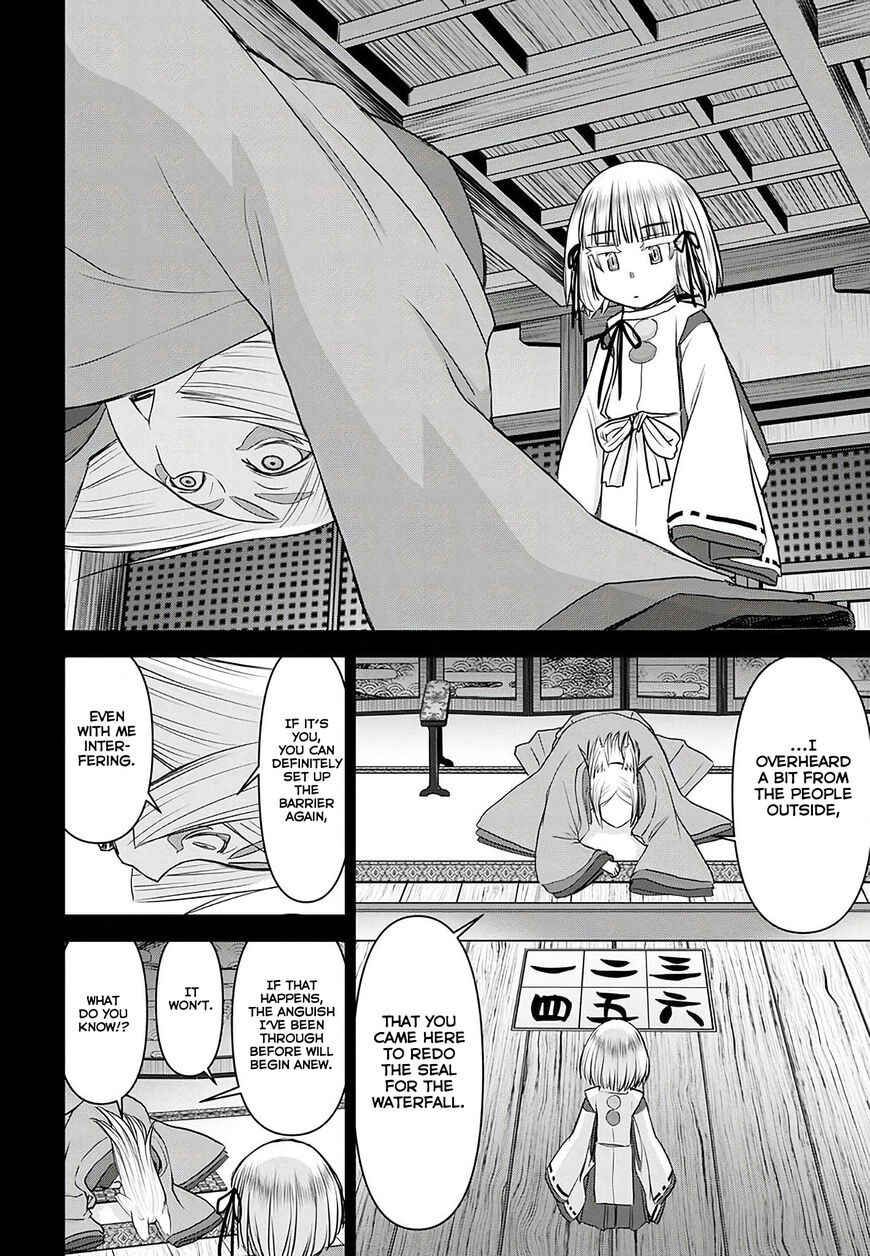 ...I
OVERHEARD
A BIT FROM
THE PEOPLE
OUTSIDE,
一二三
四五六
THAT YOU
CAME HERE
TO REDO
THE SEAL
FOR THE
WATERFALL.
IF IT'S
YOU,
YOU CAN
DEFINITELY
SET UP
THE
BARRIER
AGAIN,
EVEN
WITH ME
INTER-
FERING.
IF THAT
HAPPENS,
THE ANGUISH
I'VE BEEN
THROUGH
BEFORE WILL
BEGIN ANEW.
IT
WON'T.
WHAT
DO YOU
KNOW!?